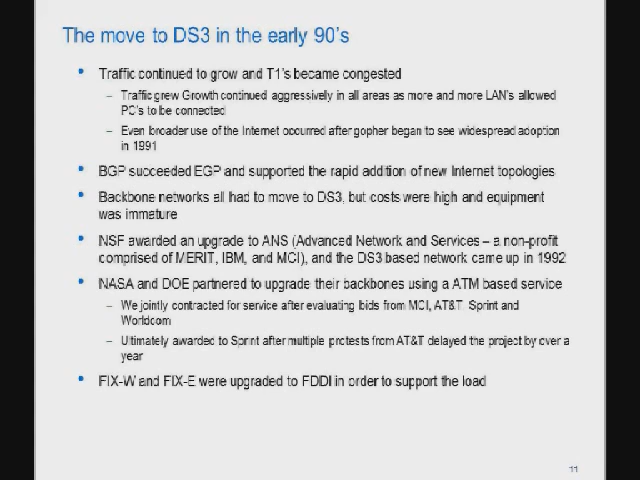 The move to DS3 in the early 90's
• Traffic continued to grow and T1's became congested
– Traffic grew Growth continued aggressively in all areas as more and more LAN's allowed
PC's to be connected
– Even broader use of the Internet occurred after gopher began to see widespread adoption
in 1991
• BGP succeeded EGP and supported the rapid addition of new Internet topologies
• Backbone networks all had to move to DS3, but costs were high and equipment
was immature
• NSF awarded an upgrade to ANS (Advanced Network and Services – a non-profit
comprised of MERIT, IBM, and MCI), and the DS3 based network came up in 1992
• NASA and DOE partnered to upgrade their backbones using a ATM based service
– We jointly contracted for service after evaluating bids from MCI, AT&T Sprint and
Worldcom
– Ultimately awarded to Sprint after multiple protests from AT&T delayed the project by over a
year
• FIX-W and FIX-E were upgraded to FDDI in order to support the load
11